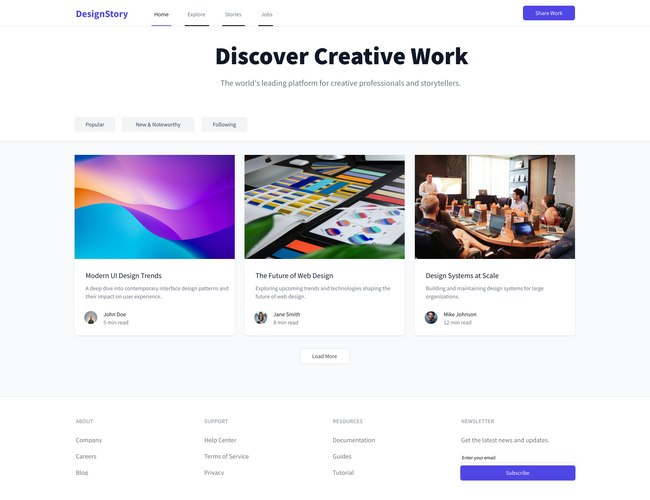 DesignStory
Home
Explore
Stories
Jobs
Share Work
Discover Creative Work
The world's leading platform for creative professionals and storytellers.
Popular
New & Noteworthy
Following
Modern UI Design Trends
A deep dive into contemporary interface design patterns and
their impact on user experience.
John Doe
5 min read
The Future of Web Design
Exploring upcoming trends and technologies shaping the
future of web design.
Jane Smith
8 min read
Design Systems at Scale
Building and maintaining design systems for large
organizations.
Mike Johnson
12 min read
Load More
ABOUT
Company
Careers
Blog
SUPPORT
Help Center
Terms of Service
Privacy
RESOURCES
Documentation
Guides
Tutorial
NEWSLETTER
Get the latest news and updates.
Enter your email
Subscribe